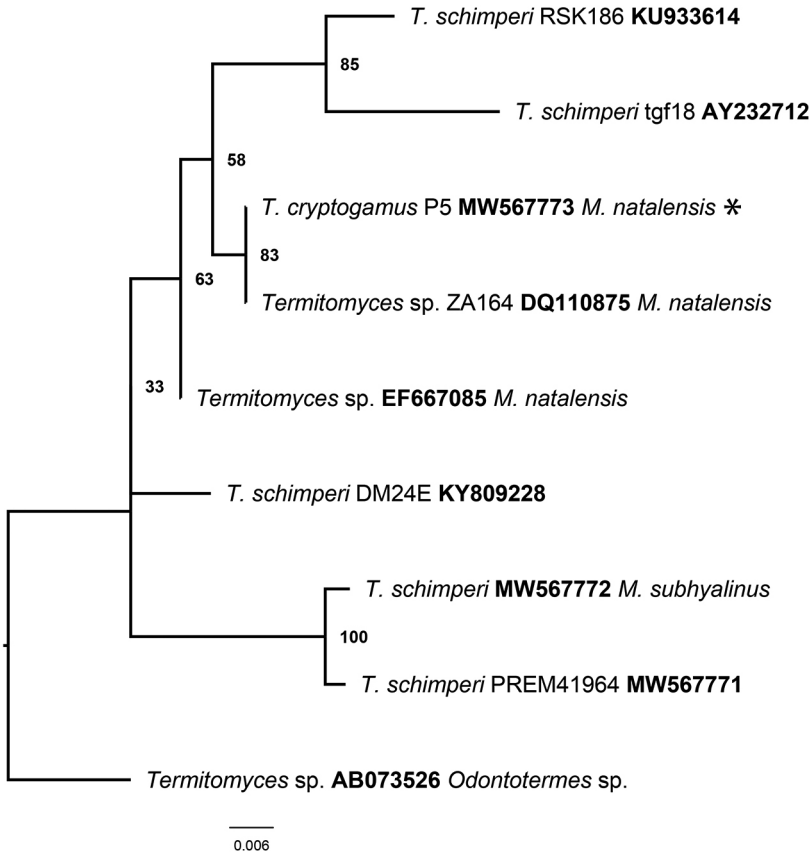 T. schimperi RSK186 KU933614
85
T. schimperi tgf18 AY232712
58
T. cryptogamus P5 MW567773 M. natalensis *
83
63
Termitomyces sp. ZA164 DQ110875 M. natalensis
33
Termitomyces sp. EF667085 M. natalensis
T. schimperi DM24E KY809228
T. schimperi MW567772 M. subhyalinus
100
T. schimperi PREM41964 MW567771
Termitomyces sp. AB073526 Odontotermes sp.
0.006